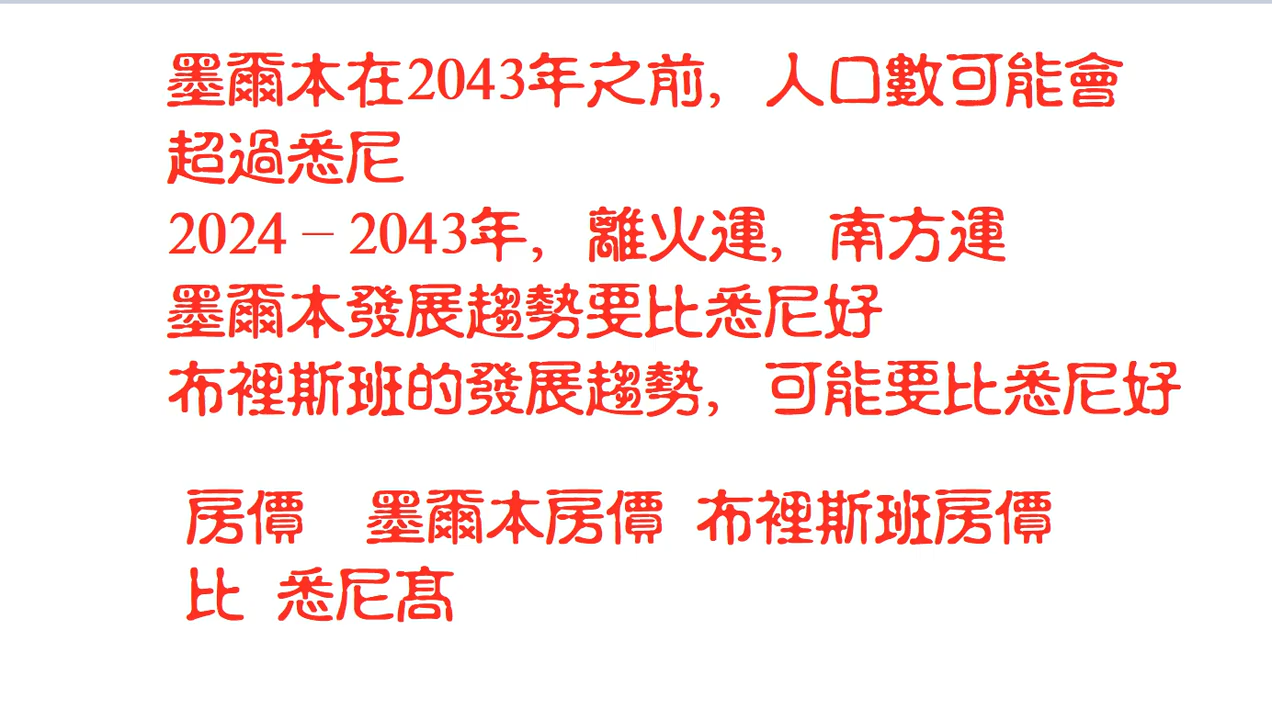 墨爾本在2043年之前，人口數可能會
超過悉尼
2024－2043年，離火運，南方運
墨爾本發展趨勢要比悉尼好
布裡斯班的發展趨勢，可能要比悉尼好
房價　墨爾本房價 布裡斯班房價
比 悉尼高